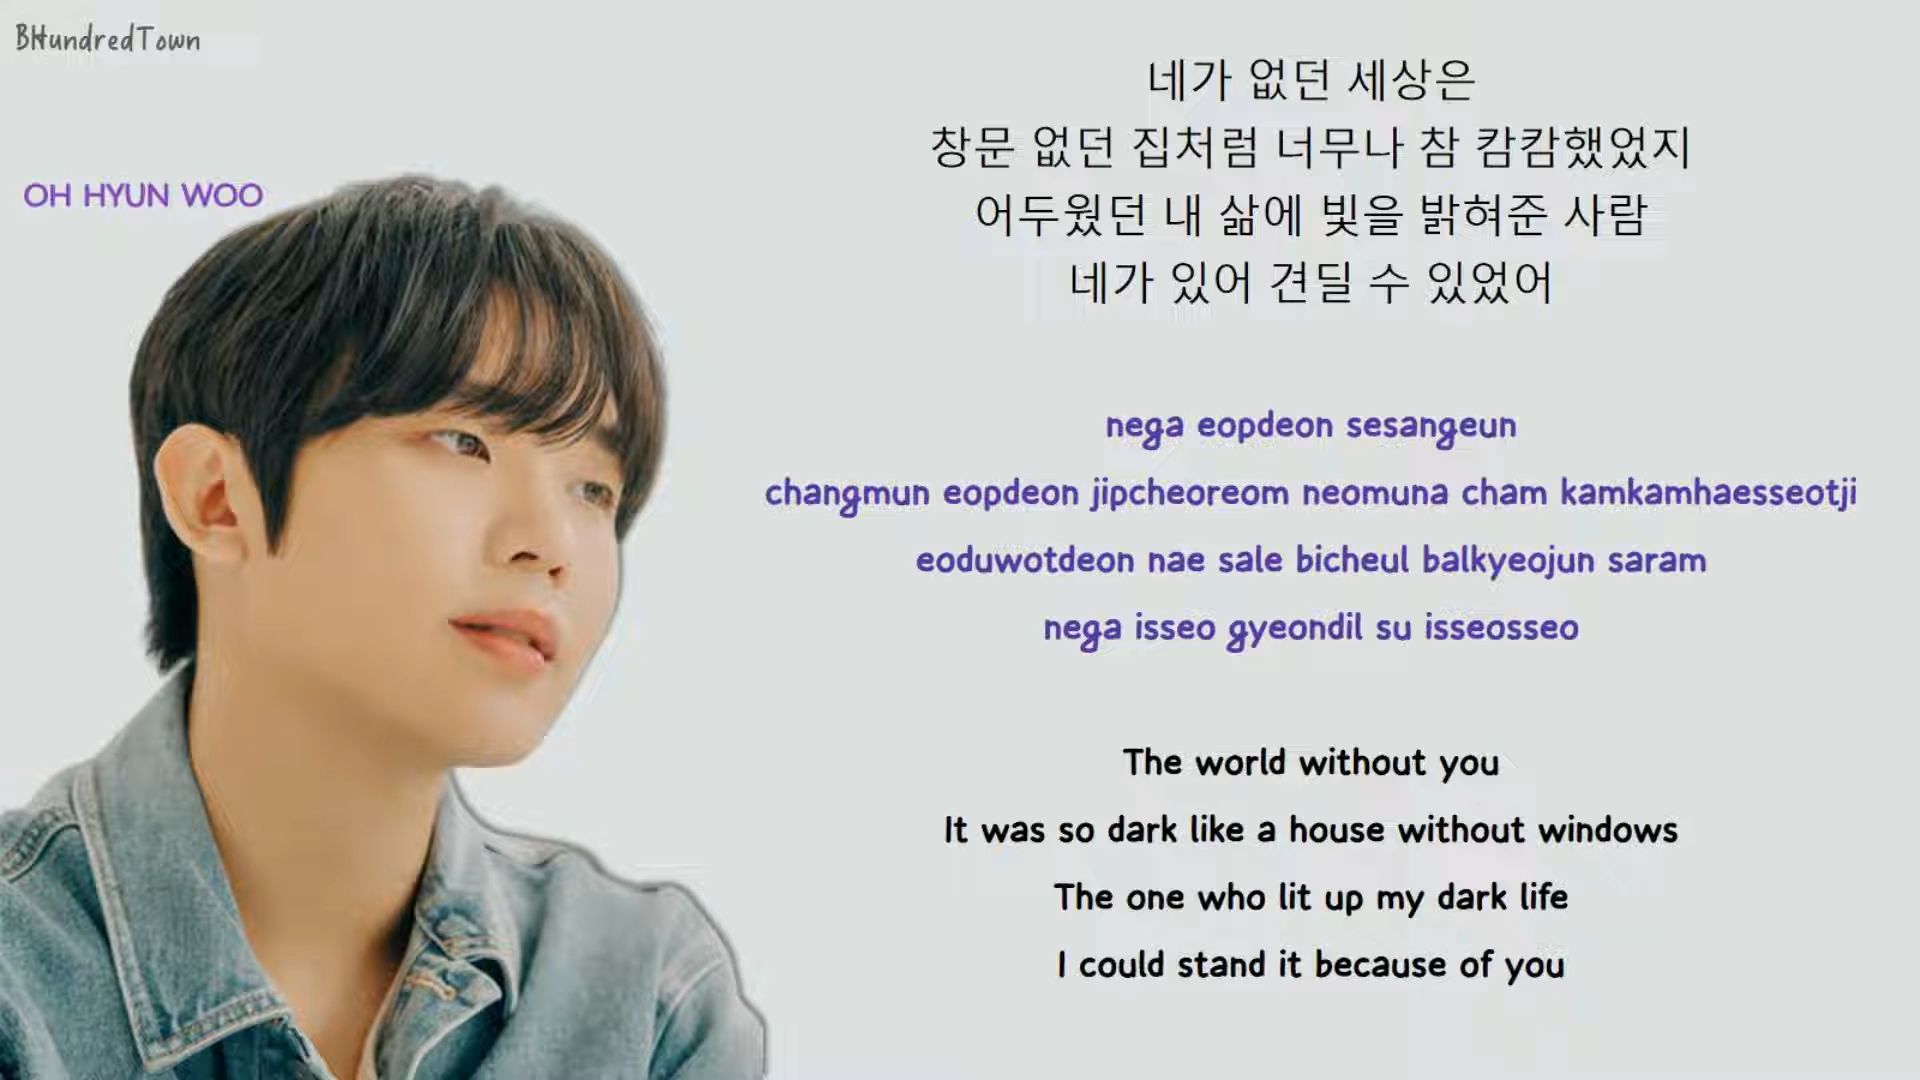 BHundredTown
OH HYUN WOO
네가 없던 세상은
창문 없던 집처럼 너무나 참 캄캄했었지
어두웠던 내 삶에 빛을 밝혀준 사람
네가 있어 견딜 수 있었어
nega eopdeon sesangeun
changmun eopdeon jipcheoreom neomuna cham kamkamhaesseotji
eoduwotdeon nae sale bicheul balkyeojun saram
nega isseo gyeondil su isseosseo
The world without you
It was so dark like a house without windows
The one who lit up my dark life
I could stand it because of you